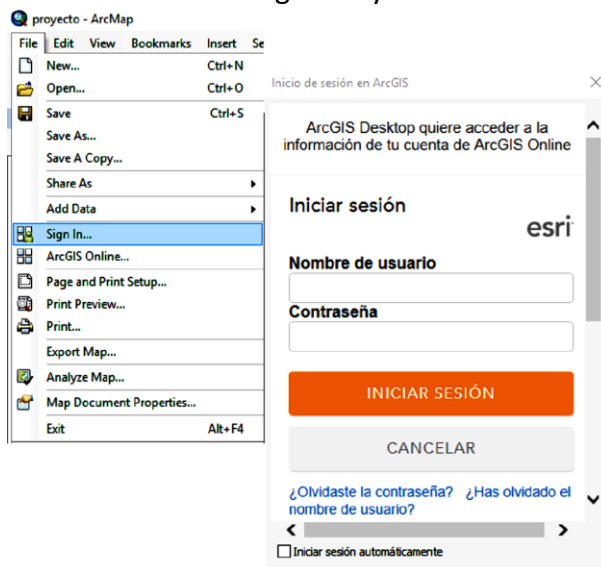 proyecto - ArcMap
File Edit View Bookmarks Insert
New... Ctrl+N
Open... Ctrl+O
Save Ctrl+S
Save As...
Save A Copy...
Share As
Add Data
Sign In...
ArcGIS Online...
Page and Print Setup...
Print Preview...
Print...
Export Map...
Analyze Map...
Map Document Properties...
Exit Alt+F4
Inicio de sesión en ArcGIS
ArcGIS Desktop quiere acceder a la
información de tu cuenta de ArcGIS Online
Iniciar sesión
esri
Nombre de usuario
Contraseña
INICIAR SESIÓN
CANCELAR
¿Olvidaste la contraseña? ¿Has olvidado el
nombre de usuario?
Iniciar sesión automáticamente